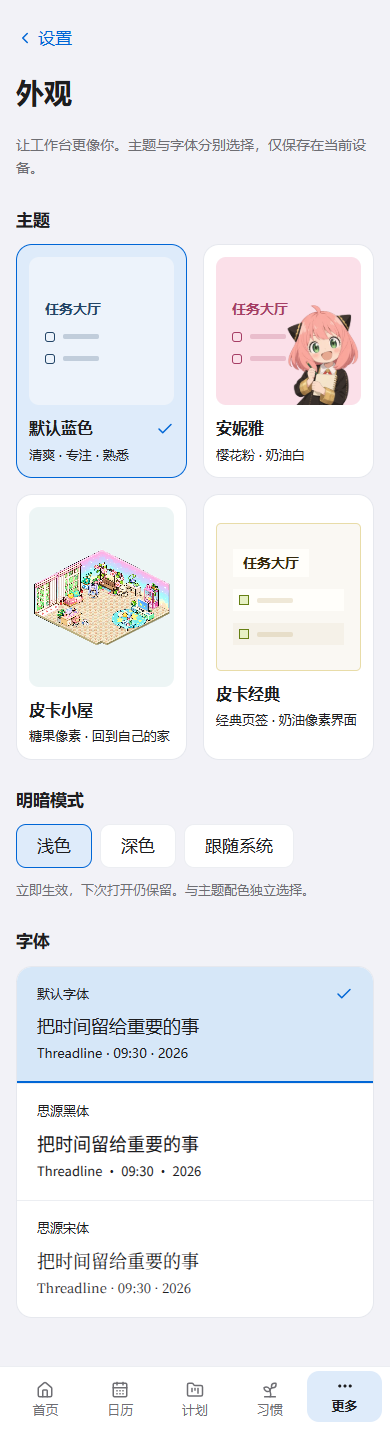 设置
外观
让工作台更像你。主题与字体分别选择，仅保存在当前设
备。
主题
任务大厅
默认蓝色
清爽 · 专注 · 熟悉
任务大厅
安妮雅
樱花粉 · 奶油白
皮卡小屋
糖果像素 · 回到自己的家
任务大厅
皮卡经典
经典页签 · 奶油像素界面
明暗模式
浅色
深色
跟随系统
立即生效，下次打开仍保留。与主题配色独立选择。
字体
默认字体
把时间留给重要的事
Threadline · 09:30 · 2026
思源黑体
把时间留给重要的事
Threadline · 09:30 · 2026
思源宋体
把时间留给重要的事
Threadline · 09:30 · 2026
首页
日历
计划
习惯
更多